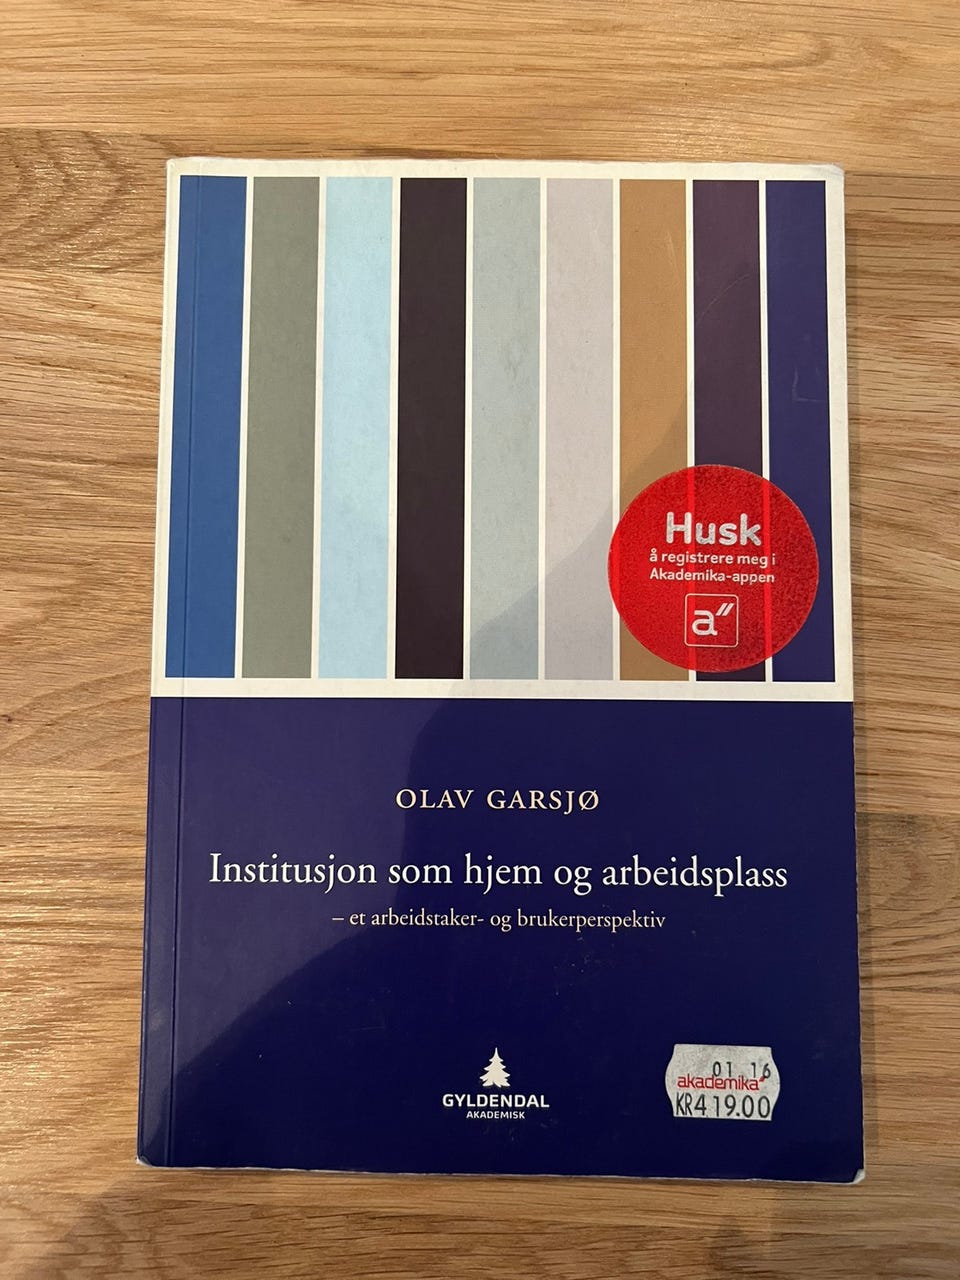 Husk
å registrere meg i
Akademika-appen
a"
OLAV GARSJØ
Institusjon som hjem og arbeidsplass
– et arbeidstaker- og brukerperspektiv
GYLDENDAL
AKADEMISK
01 16
akademika"
KR419.00